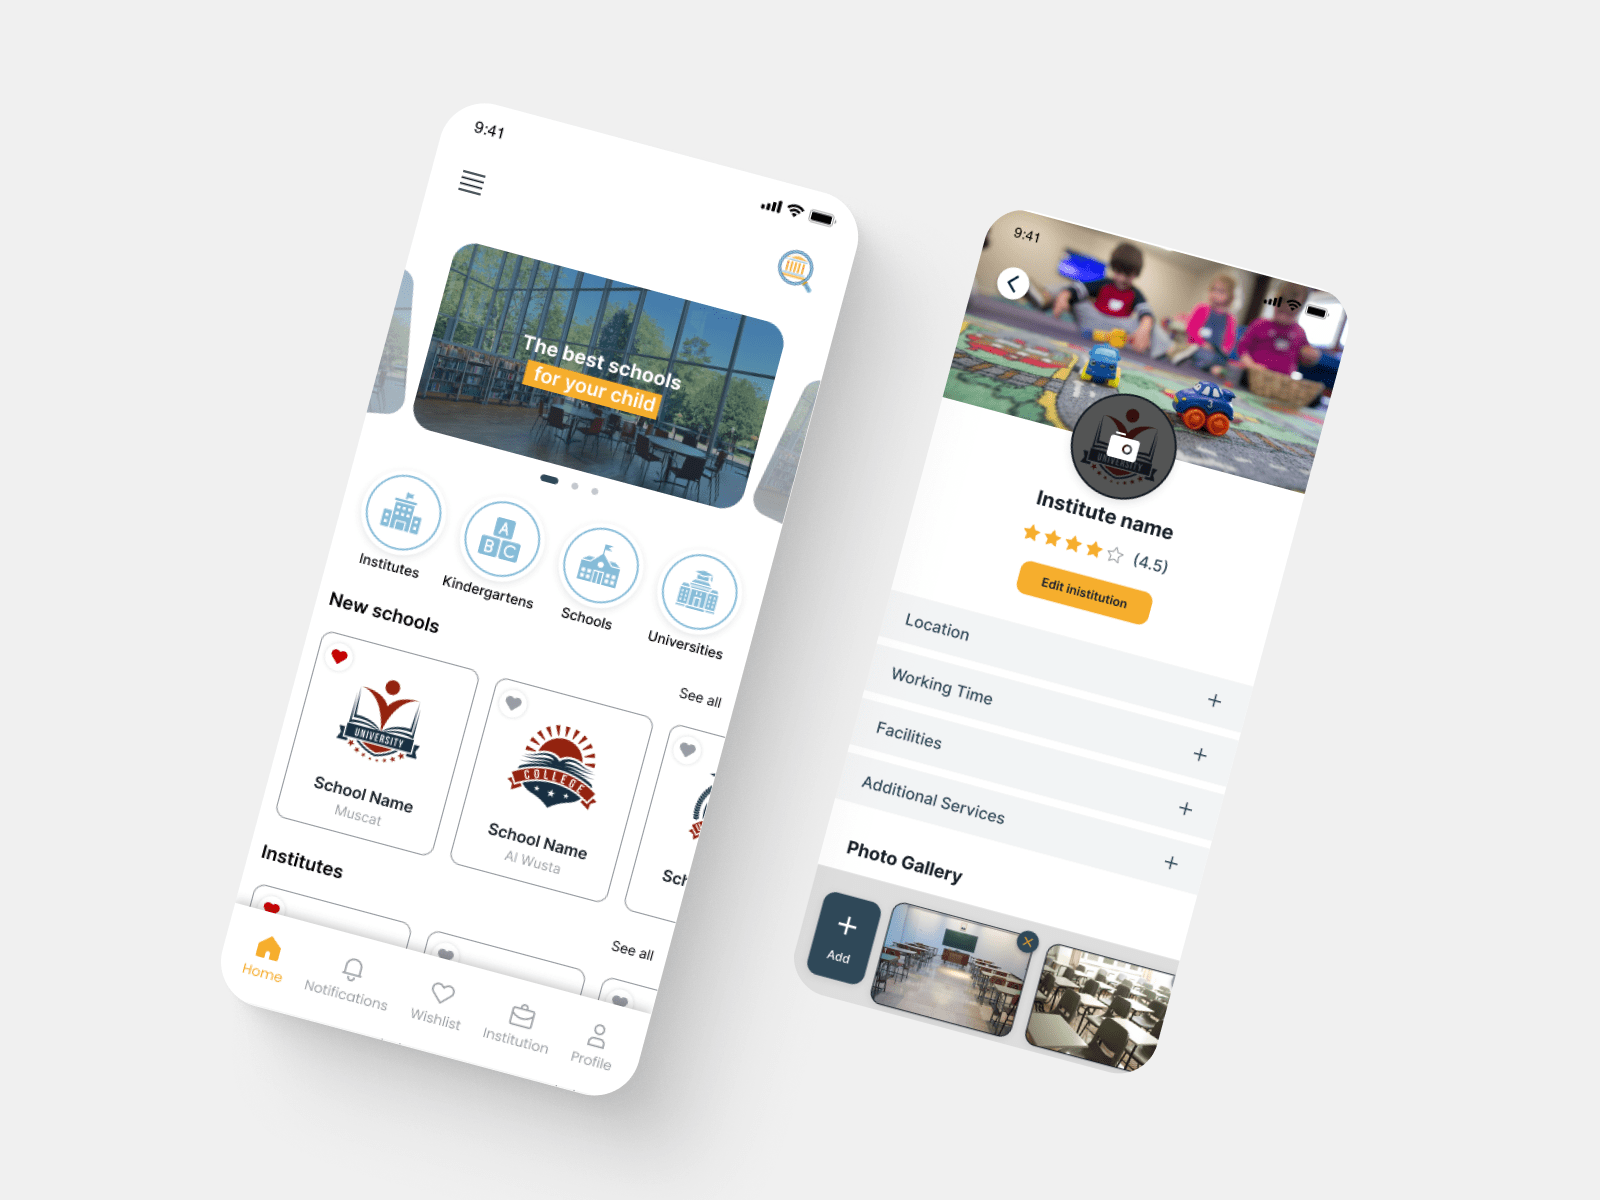 9:41
The best schools
for your child
Institutes
Kindergartens
Schools
Universities
New schools
See all
UNIVERSITY
School Name
Muscat
COLLEGE
School Name
Al Wusta
Institutes
See all
Home
Notifications
Wishlist
Institution
Profile
9:41
UNIVERSITY
Institute name
(4.5)
Edit inistitution
Location
Working Time
Facilities
Additional Services
Photo Gallery
Add
A
B C
3